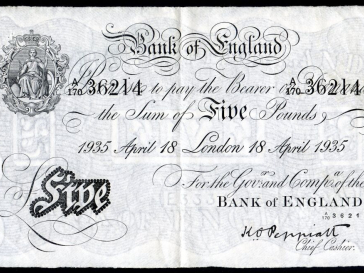 Bank of England
A/170 36214 I Promise to pay the Bearer on Demand A/170 36214
the Sum of Five Pounds
1935 April 18 London 18 April 1935
For the Gov.r and Comp.a of the
BANK OF ENGLAND
Five
K.O. Peppiatt
Chief Cashier.